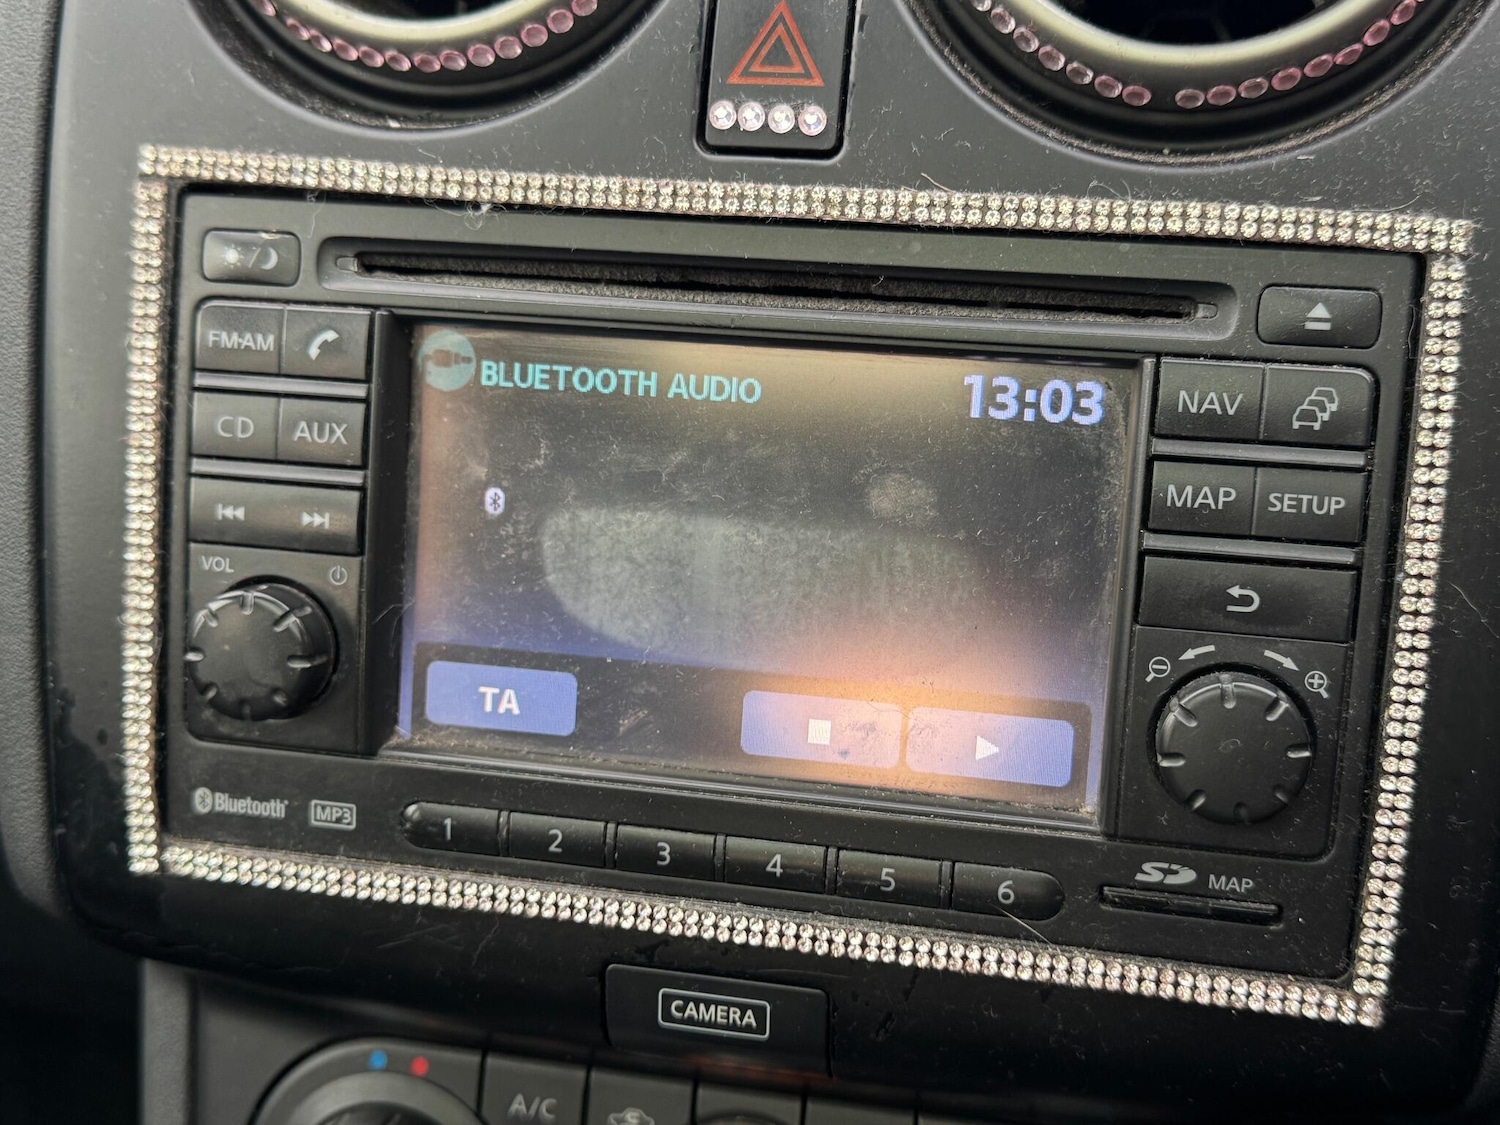 FM·AM
CD
AUX
VOL
BLUETOOTH AUDIO
13:03
TA
NAV
MAP
SETUP
Bluetooth
MP3
1
2
3
4
5
6
SD
MAP
CAMERA
A/C